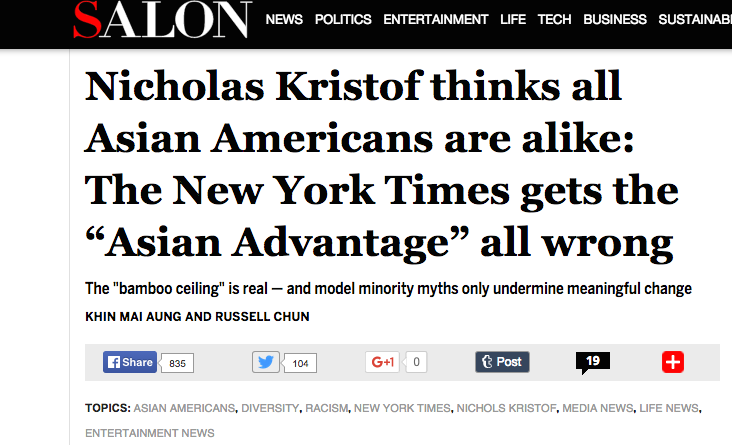 SALON NEWS POLITICS ENTERTAINMENT LIFE TECH BUSINESS SUSTAINAB
Nicholas Kristof thinks all
Asian Americans are alike:
The New York Times gets the
“Asian Advantage” all wrong
The "bamboo ceiling" is real — and model minority myths only undermine meaningful change
KHIN MAI AUNG AND RUSSELL CHUN
Share 835 104 G+1 0 Post 19
TOPICS: ASIAN AMERICANS, DIVERSITY, RACISM, NEW YORK TIMES, NICHOLS KRISTOF, MEDIA NEWS, LIFE NEWS,
ENTERTAINMENT NEWS